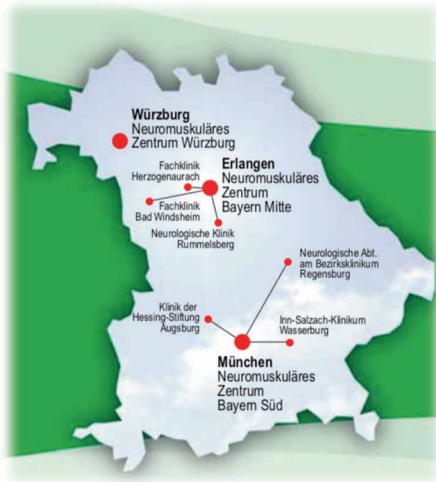 Würzburg
Neuromuskuläres
Zentrum Würzburg
Fachklinik
Herzogenaurach
Erlangen
Neuromuskuläres
Zentrum
Bayern Mitte
Fachklinik
Bad Windsheim
Neurologische Klinik
Rummelsberg
Neurologische Abt.
am Bezirksklinikum
Regensburg
Klinik der
Hessing-Stiftung
Augsburg
Inn-Salzach-Klinikum
Wasserburg
München
Neuromuskuläres
Zentrum
Bayern Süd